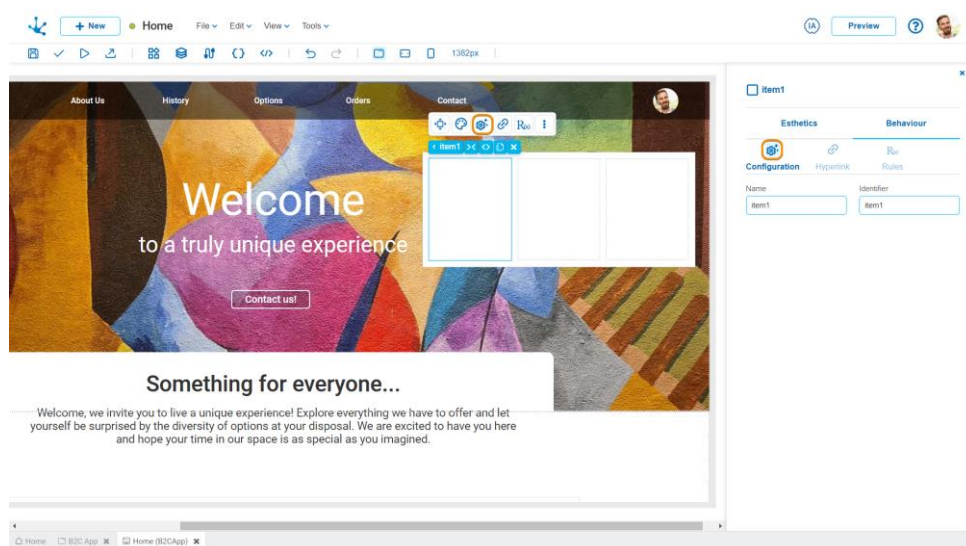 + New
Home
File
Edit
View
Tools
IA
Preview
?
1382px
About Us
History
Options
Orders
Contact
item1
Welcome
to a truly unique experience
Contact us!
Something for everyone...
Welcome, we invite you to live a unique experience! Explore everything we have to offer and let
yourself be surprised by the diversity of options at your disposal. We are excited to have you here
and hope your time in our space is as special as you imagined.
item1
Esthetics
Behaviour
Configuration
Hyperlink
Rules
Name
Identifier
item1
item1
Home
B2C App
Home (B2CApp)